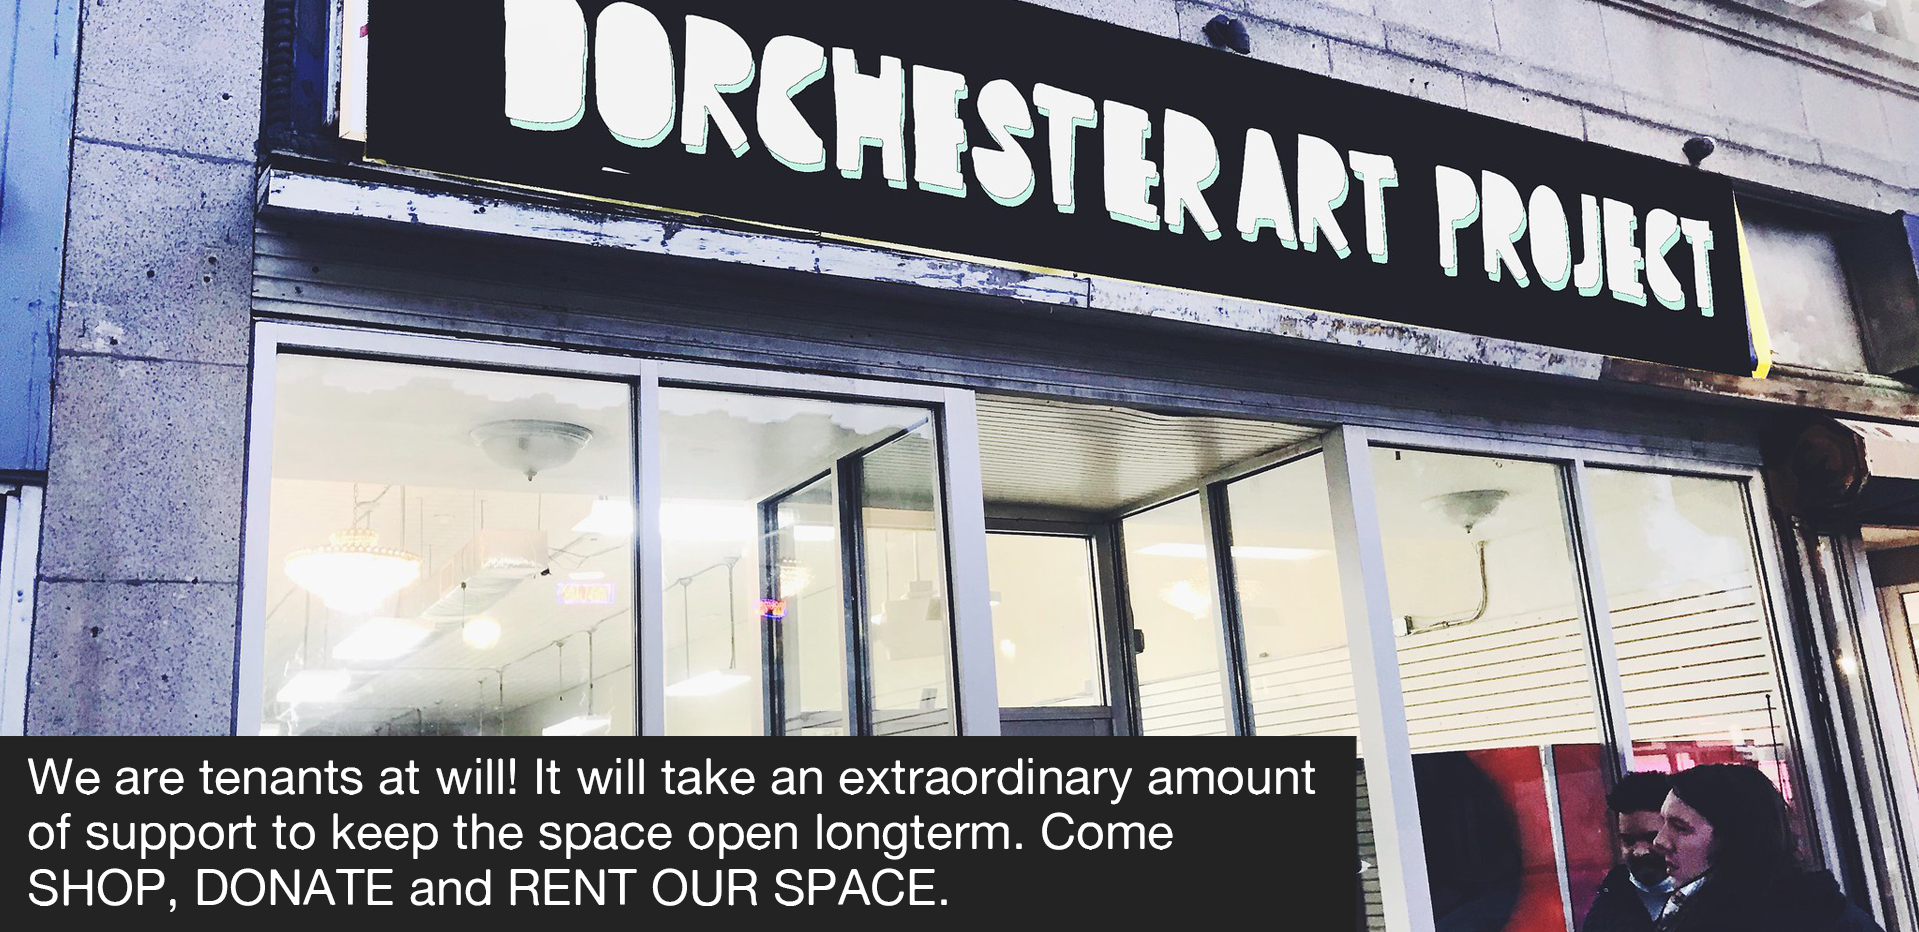 DORCHESTER ART PROJECT
We are tenants at will! It will take an extraordinary amount
of support to keep the space open longterm. Come
SHOP, DONATE and RENT OUR SPACE.